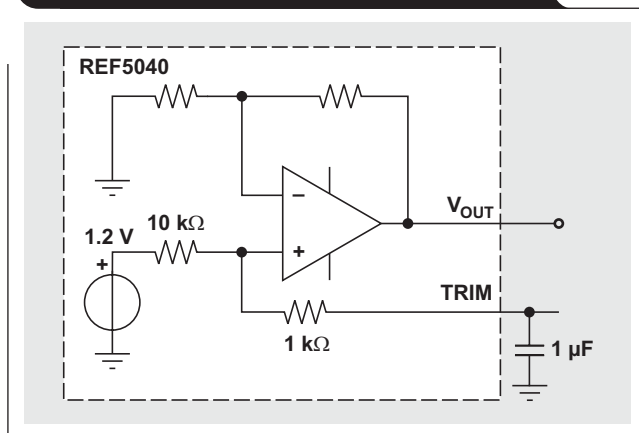 REF5040
10 kΩ
1.2 V
+
−
+
V_OUT
TRIM
1 kΩ
1 µF